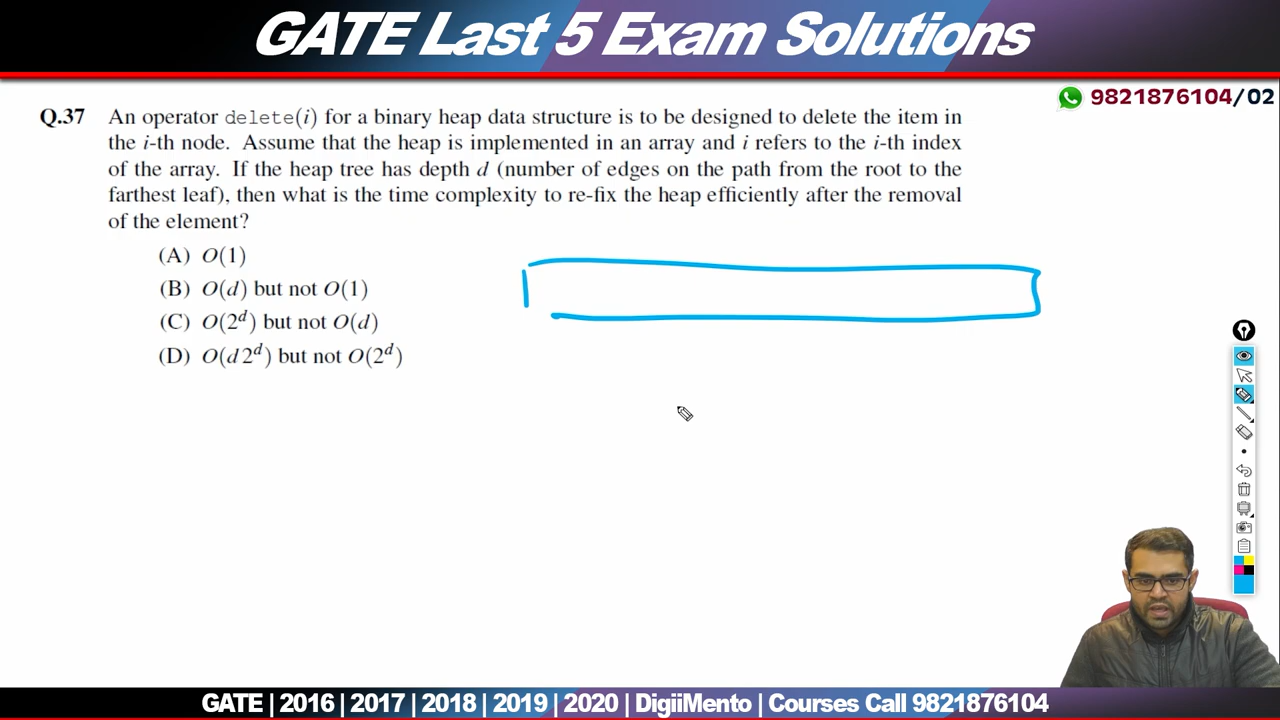 GATE Last 5 Exam Solutions
9821876104/02
Q.37 An operator delete(i) for a binary heap data structure is to be designed to delete the item in
the i-th node. Assume that the heap is implemented in an array and i refers to the i-th index
of the array. If the heap tree has depth d (number of edges on the path from the root to the
farthest leaf), then what is the time complexity to re-fix the heap efficiently after the removal
of the element?
(A) O(1)
(B) O(d) but not O(1)
(C) O(2^d) but not O(d)
(D) O(d 2^d) but not O(2^d)
GATE | 2016 | 2017 | 2018 | 2019 | 2020 | DigiiMento | Courses Call 9821876104